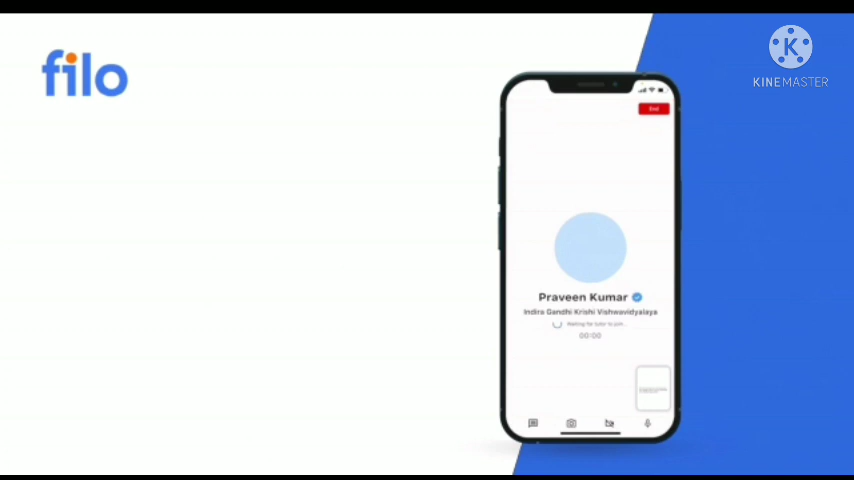 filo
KINEMASTER
End
Praveen Kumar
Indira Gandhi Krishi Vishwavidyalaya
Waiting for tutor to join...
00:00